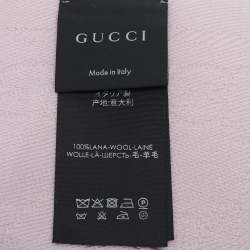 GUCCI
Made in Italy
イタリア製
产地:意大利
100%LANA-WOOL-LAINE
WOLLE-LÃ-ШЕРСТЬ-毛-羊毛